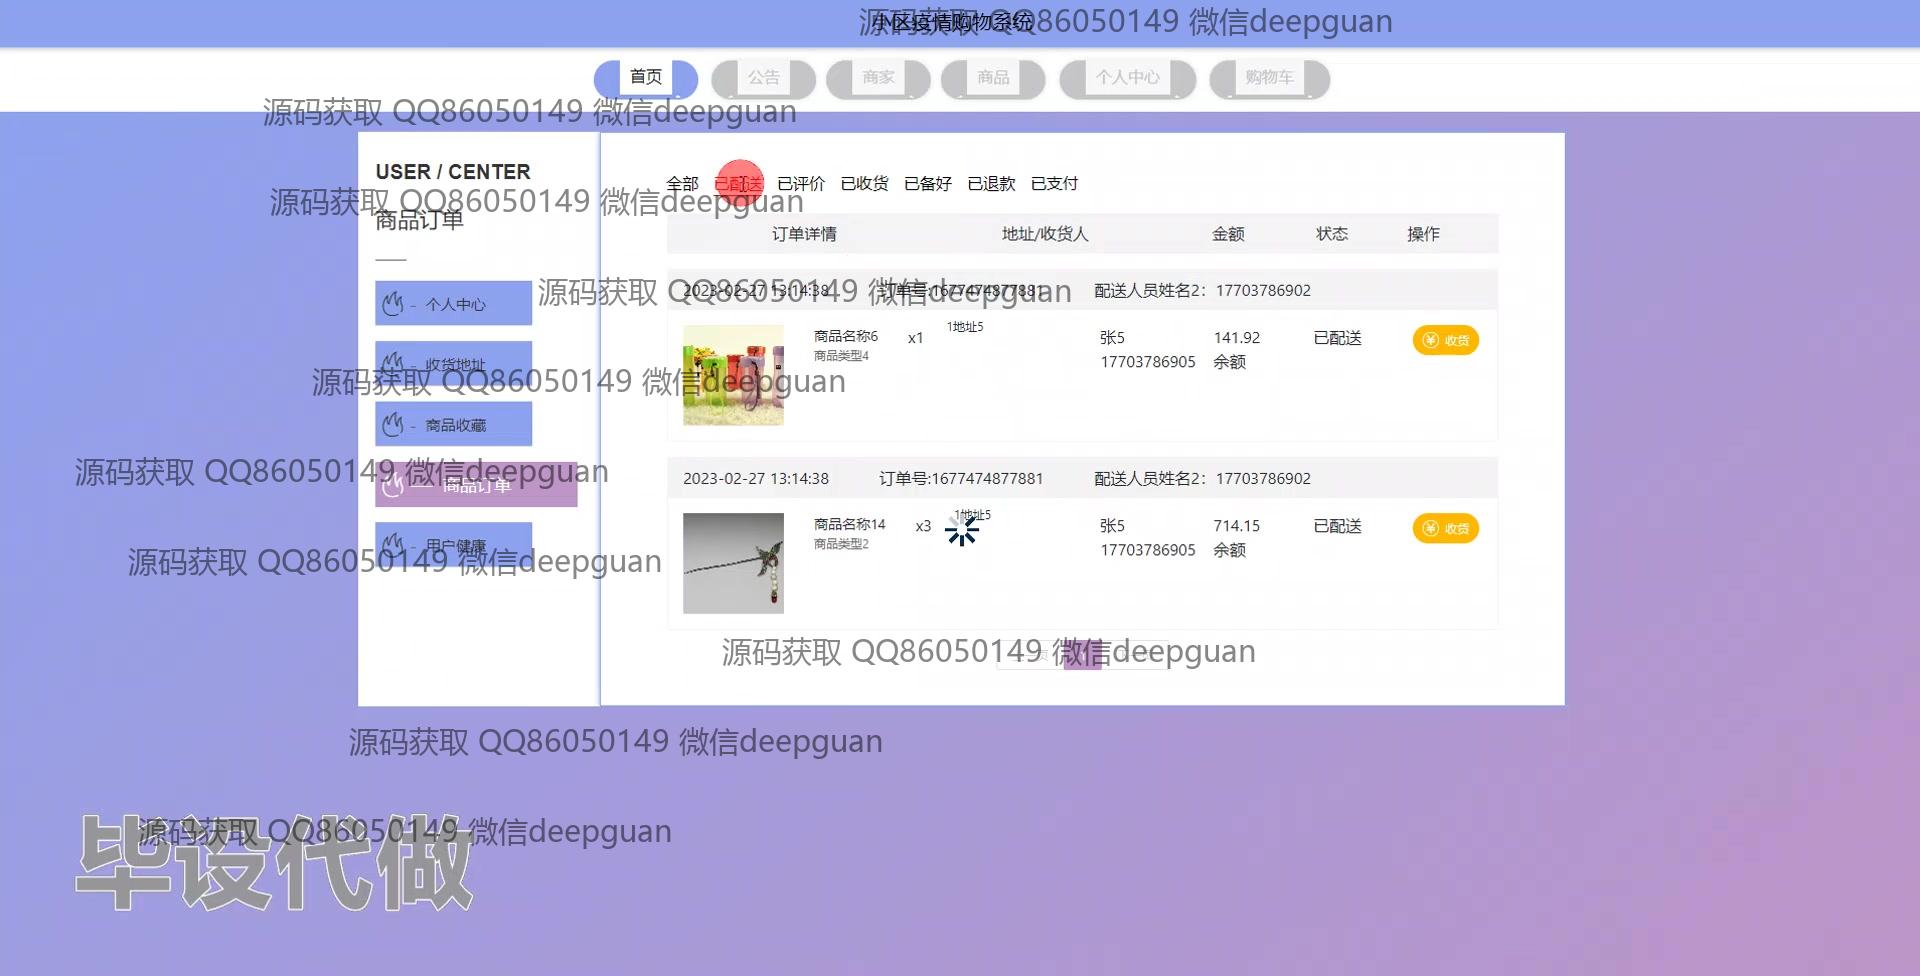 小区疫情购物系统
源码获取 QQ86050149 微信deepguan
首页 公告 商家 商品 个人中心 购物车
源码获取 QQ86050149 微信deepguan
USER / CENTER
全部 已配送 已评价 已收货 已备好 已退款 已支付
源码获取 QQ86050149 微信deepguan
商品订单
订单详情 地址/收货人 金额 状态 操作
源码获取 QQ86050149 微信deepguan
2023-02-27 13:14:38 订单号:1677474877881 配送人员姓名2：17703786902
- 个人中心
商品名称6 x1 1地址5 张5 141.92 已配送 收货
商品类型4 17703786905 余额
- 收货地址
源码获取 QQ86050149 微信deepguan
- 商品收藏
源码获取 QQ86050149 微信deepguan
2023-02-27 13:14:38 订单号:1677474877881 配送人员姓名2：17703786902
— 商品订单
商品名称14 x3 1地址5 张5 714.15 已配送 收货
商品类型2 17703786905 余额
- 用户健康
源码获取 QQ86050149 微信deepguan
源码获取 QQ86050149 微信deepguan
源码获取 QQ86050149 微信deepguan
源码获取 QQ86050149 微信deepguan
毕设代做